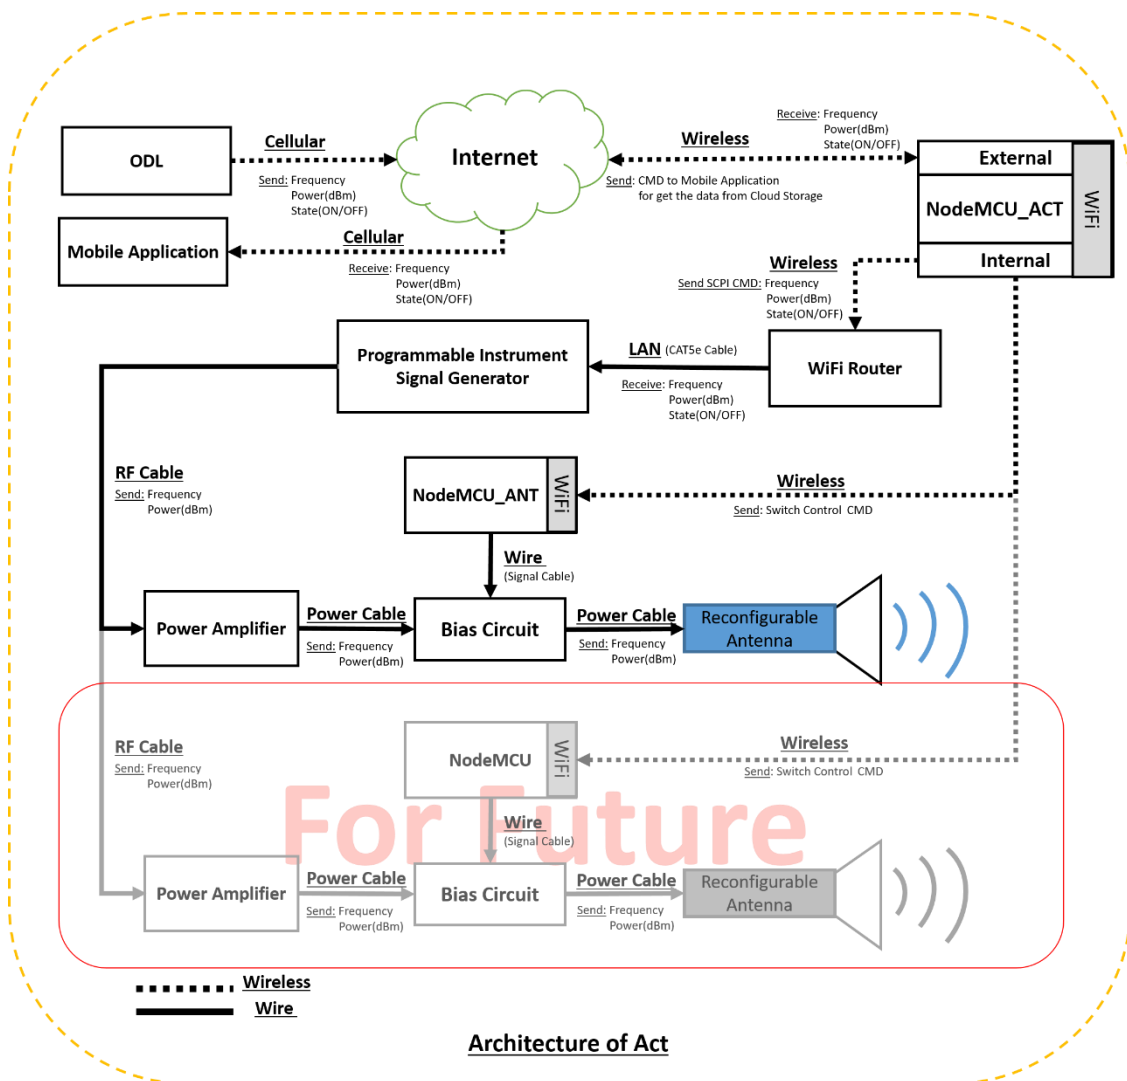 ODL
Cellular
Send: Frequency
Power(dBm)
State(ON/OFF)
Internet
Wireless
Send: CMD to Mobile Application
for get the data from Cloud Storage
Receive: Frequency
Power(dBm)
State(ON/OFF)
External
NodeMCU_ACT
Internal
WiFi
Mobile Application
Cellular
Receive: Frequency
Power(dBm)
State(ON/OFF)
Wireless
Send SCPI CMD: Frequency
Power(dBm)
State(ON/OFF)
Programmable Instrument
Signal Generator
LAN (CAT5e Cable)
Receive: Frequency
Power(dBm)
State(ON/OFF)
WiFi Router
RF Cable
Send: Frequency
Power(dBm)
NodeMCU_ANT
WiFi
Wireless
Send: Switch Control CMD
Wire
(Signal Cable)
Power Amplifier
Power Cable
Send: Frequency
Power(dBm)
Bias Circuit
Power Cable
Send: Frequency
Power(dBm)
Reconfigurable
Antenna
RF Cable
Send: Frequency
Power(dBm)
NodeMCU
WiFi
Wireless
Send: Switch Control CMD
For Future
Wire
(Signal Cable)
Power Amplifier
Power Cable
Send: Frequency
Power(dBm)
Bias Circuit
Power Cable
Send: Frequency
Power(dBm)
Reconfigurable
Antenna
Wireless
Wire
Architecture of Act